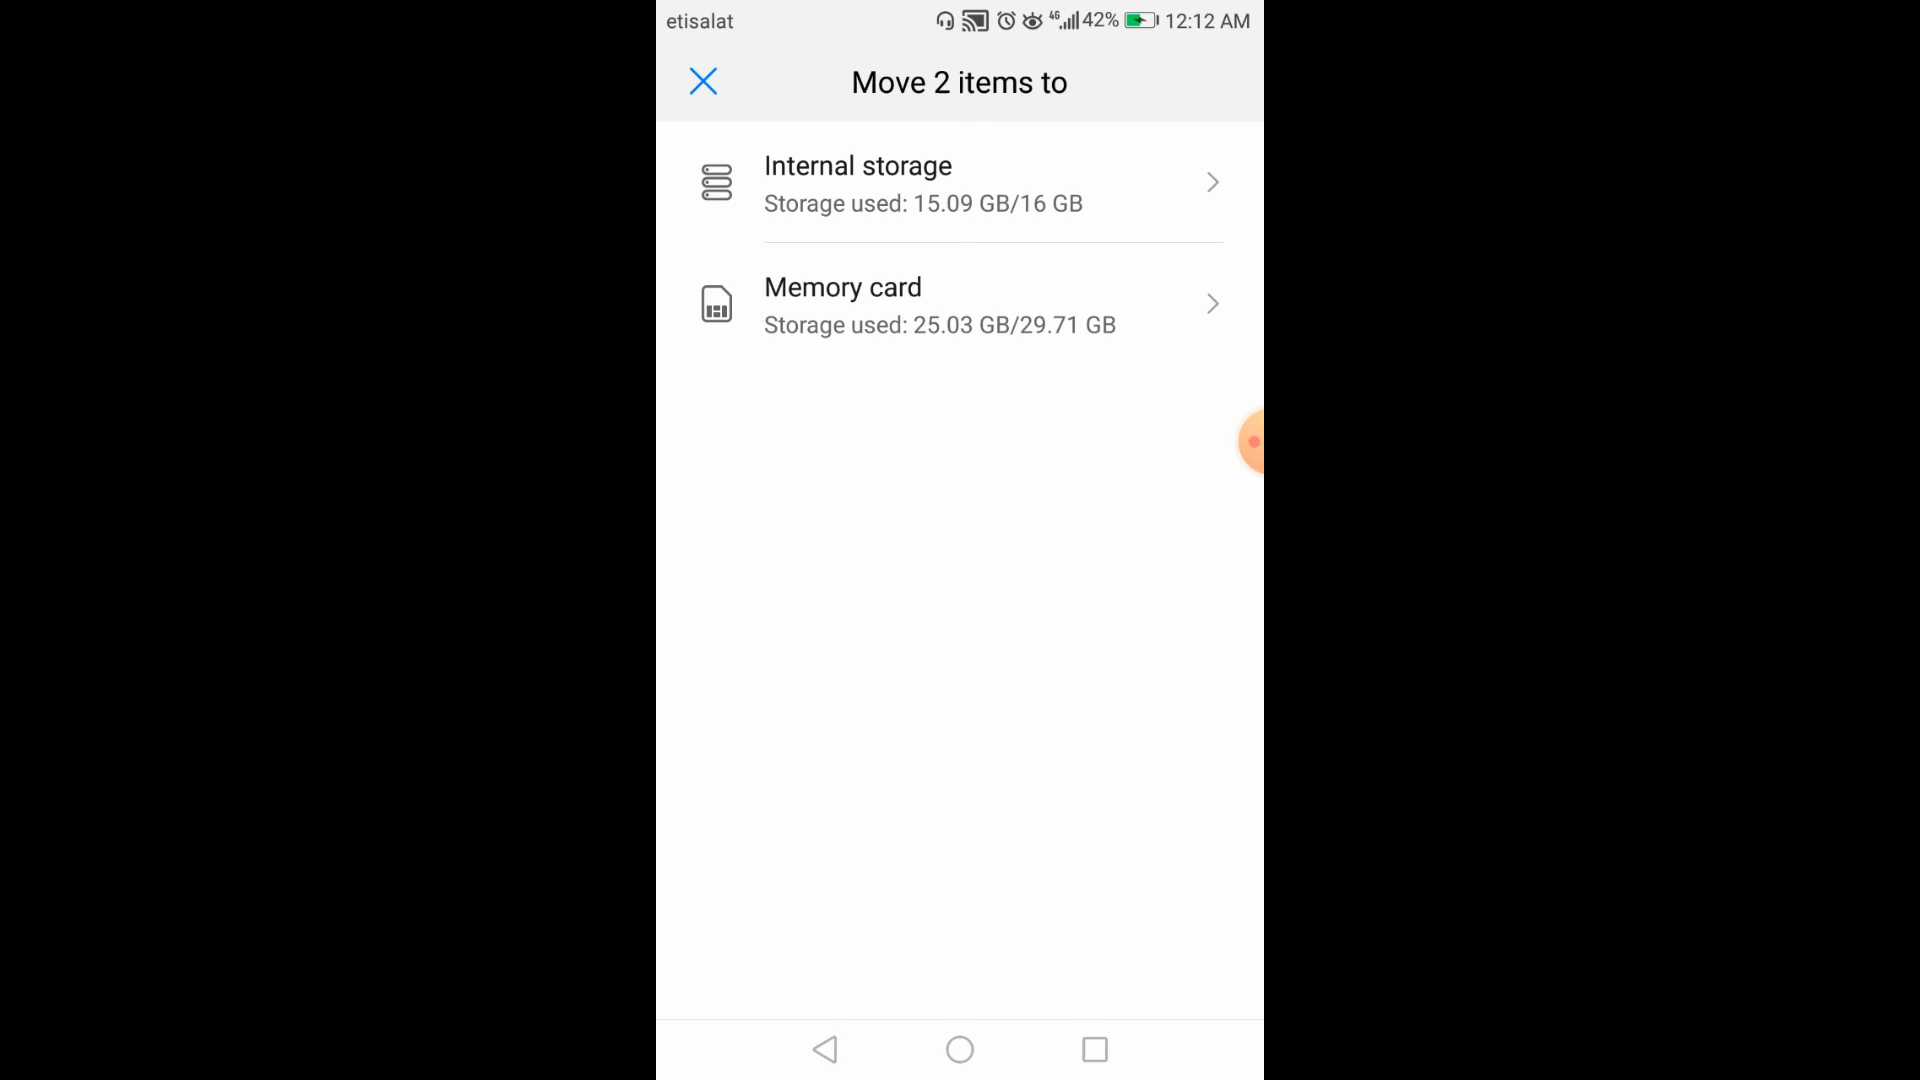 etisalat 4G 42% 12:12 AM
Move 2 items to
Internal storage
Storage used: 15.09 GB/16 GB
Memory card
Storage used: 25.03 GB/29.71 GB